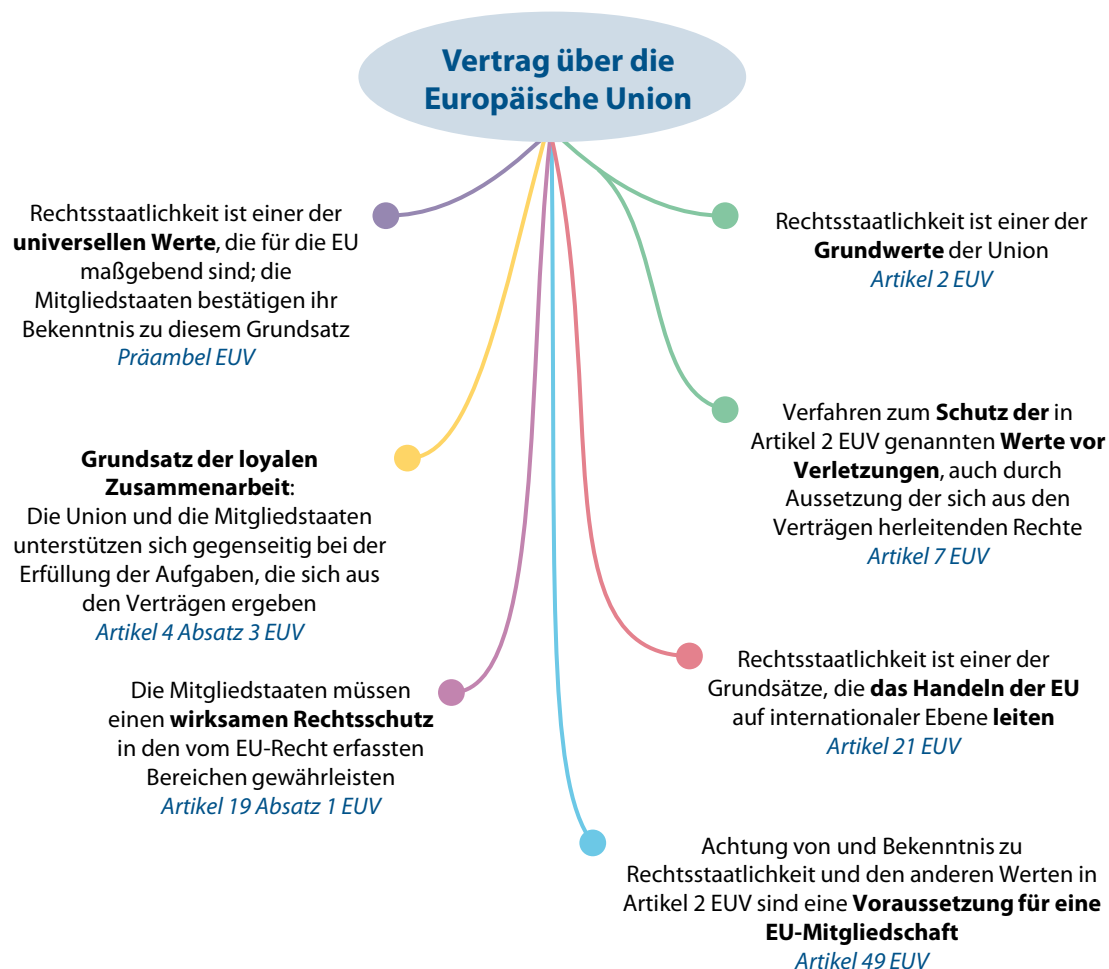 Vertrag über die
Europäische Union
Rechtsstaatlichkeit ist einer der
universellen Werte, die für die EU
maßgebend sind; die
Mitgliedstaaten bestätigen ihr
Bekenntnis zu diesem Grundsatz
Präambel EUV
Grundsatz der loyalen
Zusammenarbeit:
Die Union und die Mitgliedstaaten
unterstützen sich gegenseitig bei der
Erfüllung der Aufgaben, die sich aus
den Verträgen ergeben
Artikel 4 Absatz 3 EUV
Die Mitgliedstaaten müssen
einen wirksamen Rechtsschutz
in den vom EU-Recht erfassten
Bereichen gewährleisten
Artikel 19 Absatz 1 EUV
Rechtsstaatlichkeit ist einer der
Grundwerte der Union
Artikel 2 EUV
Verfahren zum Schutz der in
Artikel 2 EUV genannten Werte vor
Verletzungen, auch durch
Aussetzung der sich aus den
Verträgen herleitenden Rechte
Artikel 7 EUV
Rechtsstaatlichkeit ist einer der
Grundsätze, die das Handeln der EU
auf internationaler Ebene leiten
Artikel 21 EUV
Achtung von und Bekenntnis zu
Rechtsstaatlichkeit und den anderen Werten in
Artikel 2 EUV sind eine Voraussetzung für eine
EU-Mitgliedschaft
Artikel 49 EUV